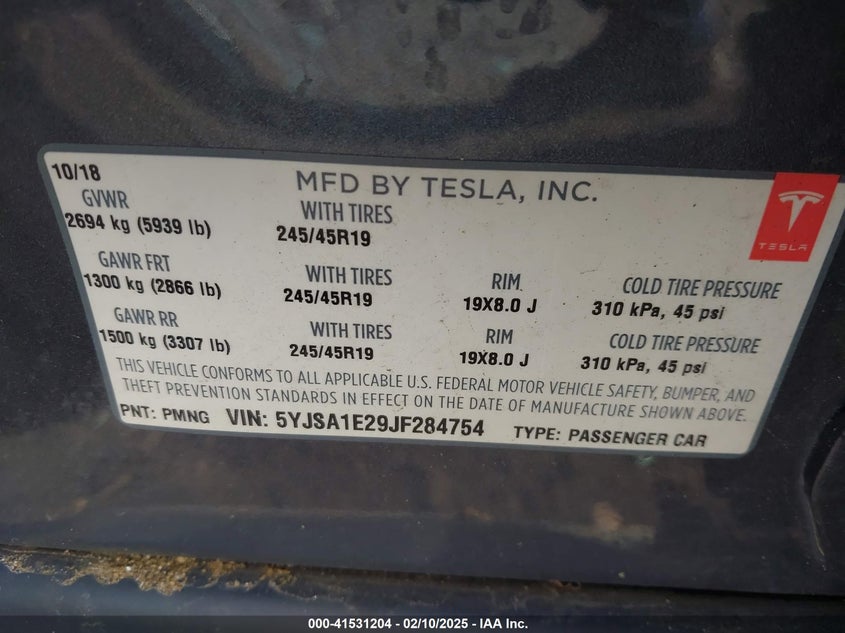 10/18
MFD BY TESLA, INC.
TESLA
GVWR
2694 kg (5939 lb)
WITH TIRES
245/45R19
GAWR FRT
1300 kg (2866 lb)
WITH TIRES
245/45R19
RIM
19X8.0 J
COLD TIRE PRESSURE
310 kPa, 45 psi
GAWR RR
1500 kg (3307 lb)
WITH TIRES
245/45R19
RIM
19X8.0 J
COLD TIRE PRESSURE
310 kPa, 45 psi
THIS VEHICLE CONFORMS TO ALL APPLICABLE U.S. FEDERAL MOTOR VEHICLE SAFETY, BUMPER, AND
THEFT PREVENTION STANDARDS IN EFFECT ON THE DATE OF MANUFACTURE SHOWN ABOVE.
PNT: PMNG VIN: 5YJSA1E29JF284754 TYPE: PASSENGER CAR
000-41531204 - 02/10/2025 - IAA Inc.